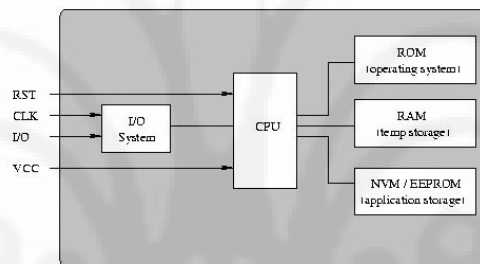 RST
CLK
I/O
VCC
I/O
System
CPU
ROM
(operating system)
RAM
(temp storage)
NVM / EEPROM
(application storage)